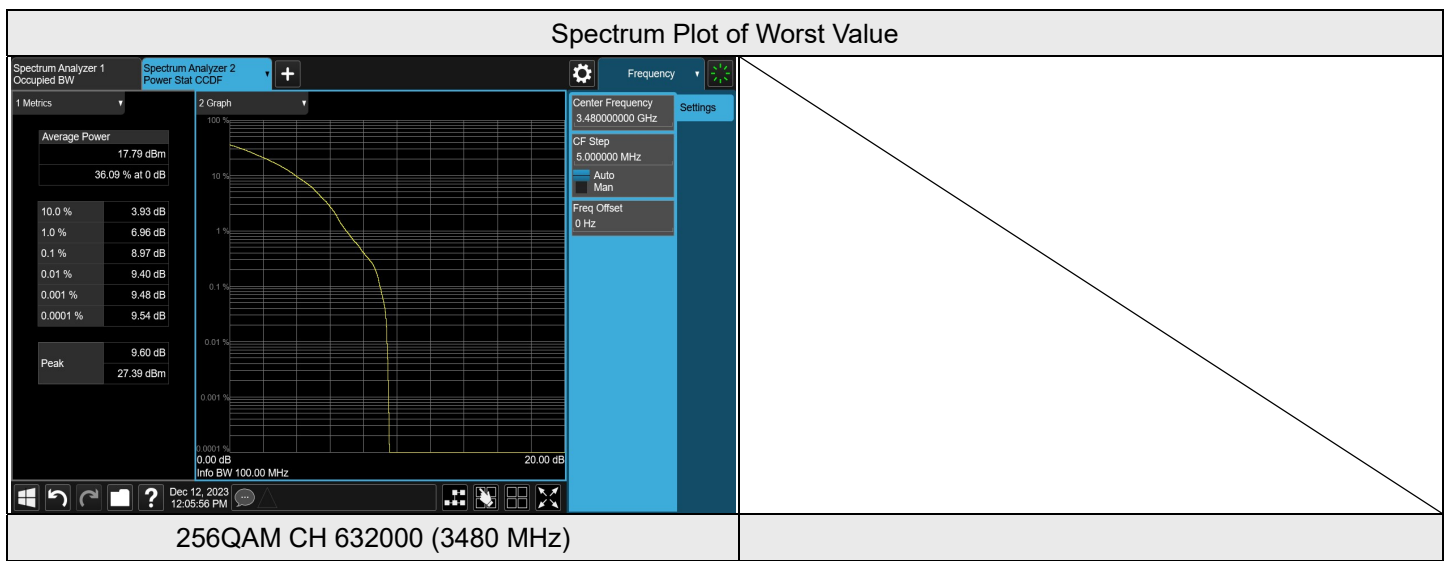 Spectrum Plot of Worst Value
Spectrum Analyzer 1
Occupied BW
Spectrum Analyzer 2
Power Stat CCDF
+
Frequency
1 Metrics
Average Power
17.79 dBm
36.09 % at 0 dB
10.0 % 3.93 dB
1.0 % 6.96 dB
0.1 % 8.97 dB
0.01 % 9.40 dB
0.001 % 9.48 dB
0.0001 % 9.54 dB
Peak
9.60 dB
27.39 dBm
2 Graph
100 %
10 %
1 %
0.1 %
0.01 %
0.001 %
0.0001 %
0.00 dB 20.00 dB
Info BW 100.00 MHz
Center Frequency
3.480000000 GHz
Settings
CF Step
5.000000 MHz
Auto
Man
Freq Offset
0 Hz
?
Dec 12, 2023
12:05:56 PM
256QAM CH 632000 (3480 MHz)